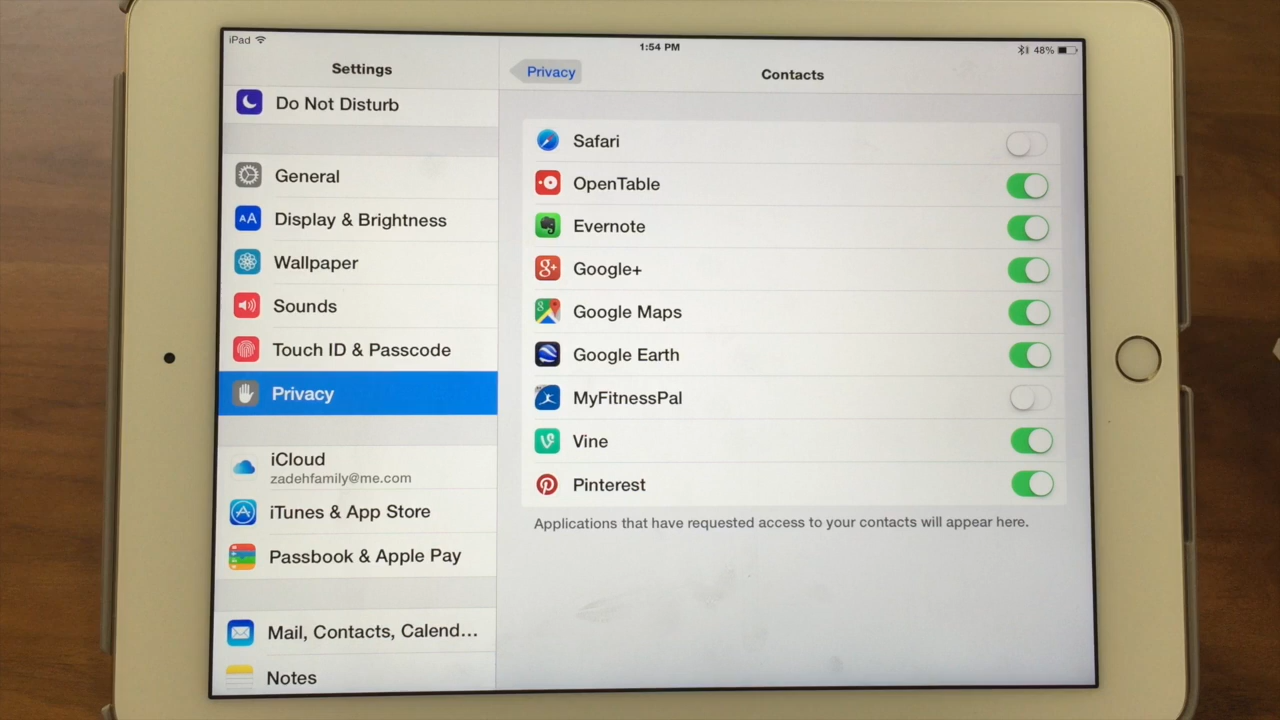 iPad
1:54 PM
48%
Settings
Do Not Disturb
General
AA Display & Brightness
Wallpaper
Sounds
Touch ID & Passcode
Privacy
iCloud
zadehfamily@me.com
iTunes & App Store
Passbook & Apple Pay
Mail, Contacts, Calend...
Notes
Privacy
Contacts
Safari
OpenTable
Evernote
g+ Google+
g Google Maps
Google Earth
MyFitnessPal
Vine
Pinterest
Applications that have requested access to your contacts will appear here.